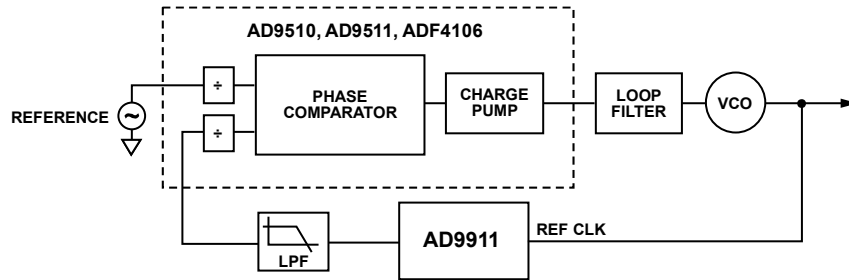 AD9510, AD9511, ADF4106
REFERENCE
~
÷
÷
PHASE
COMPARATOR
CHARGE
PUMP
LOOP
FILTER
VCO
LPF
AD9911
REF CLK